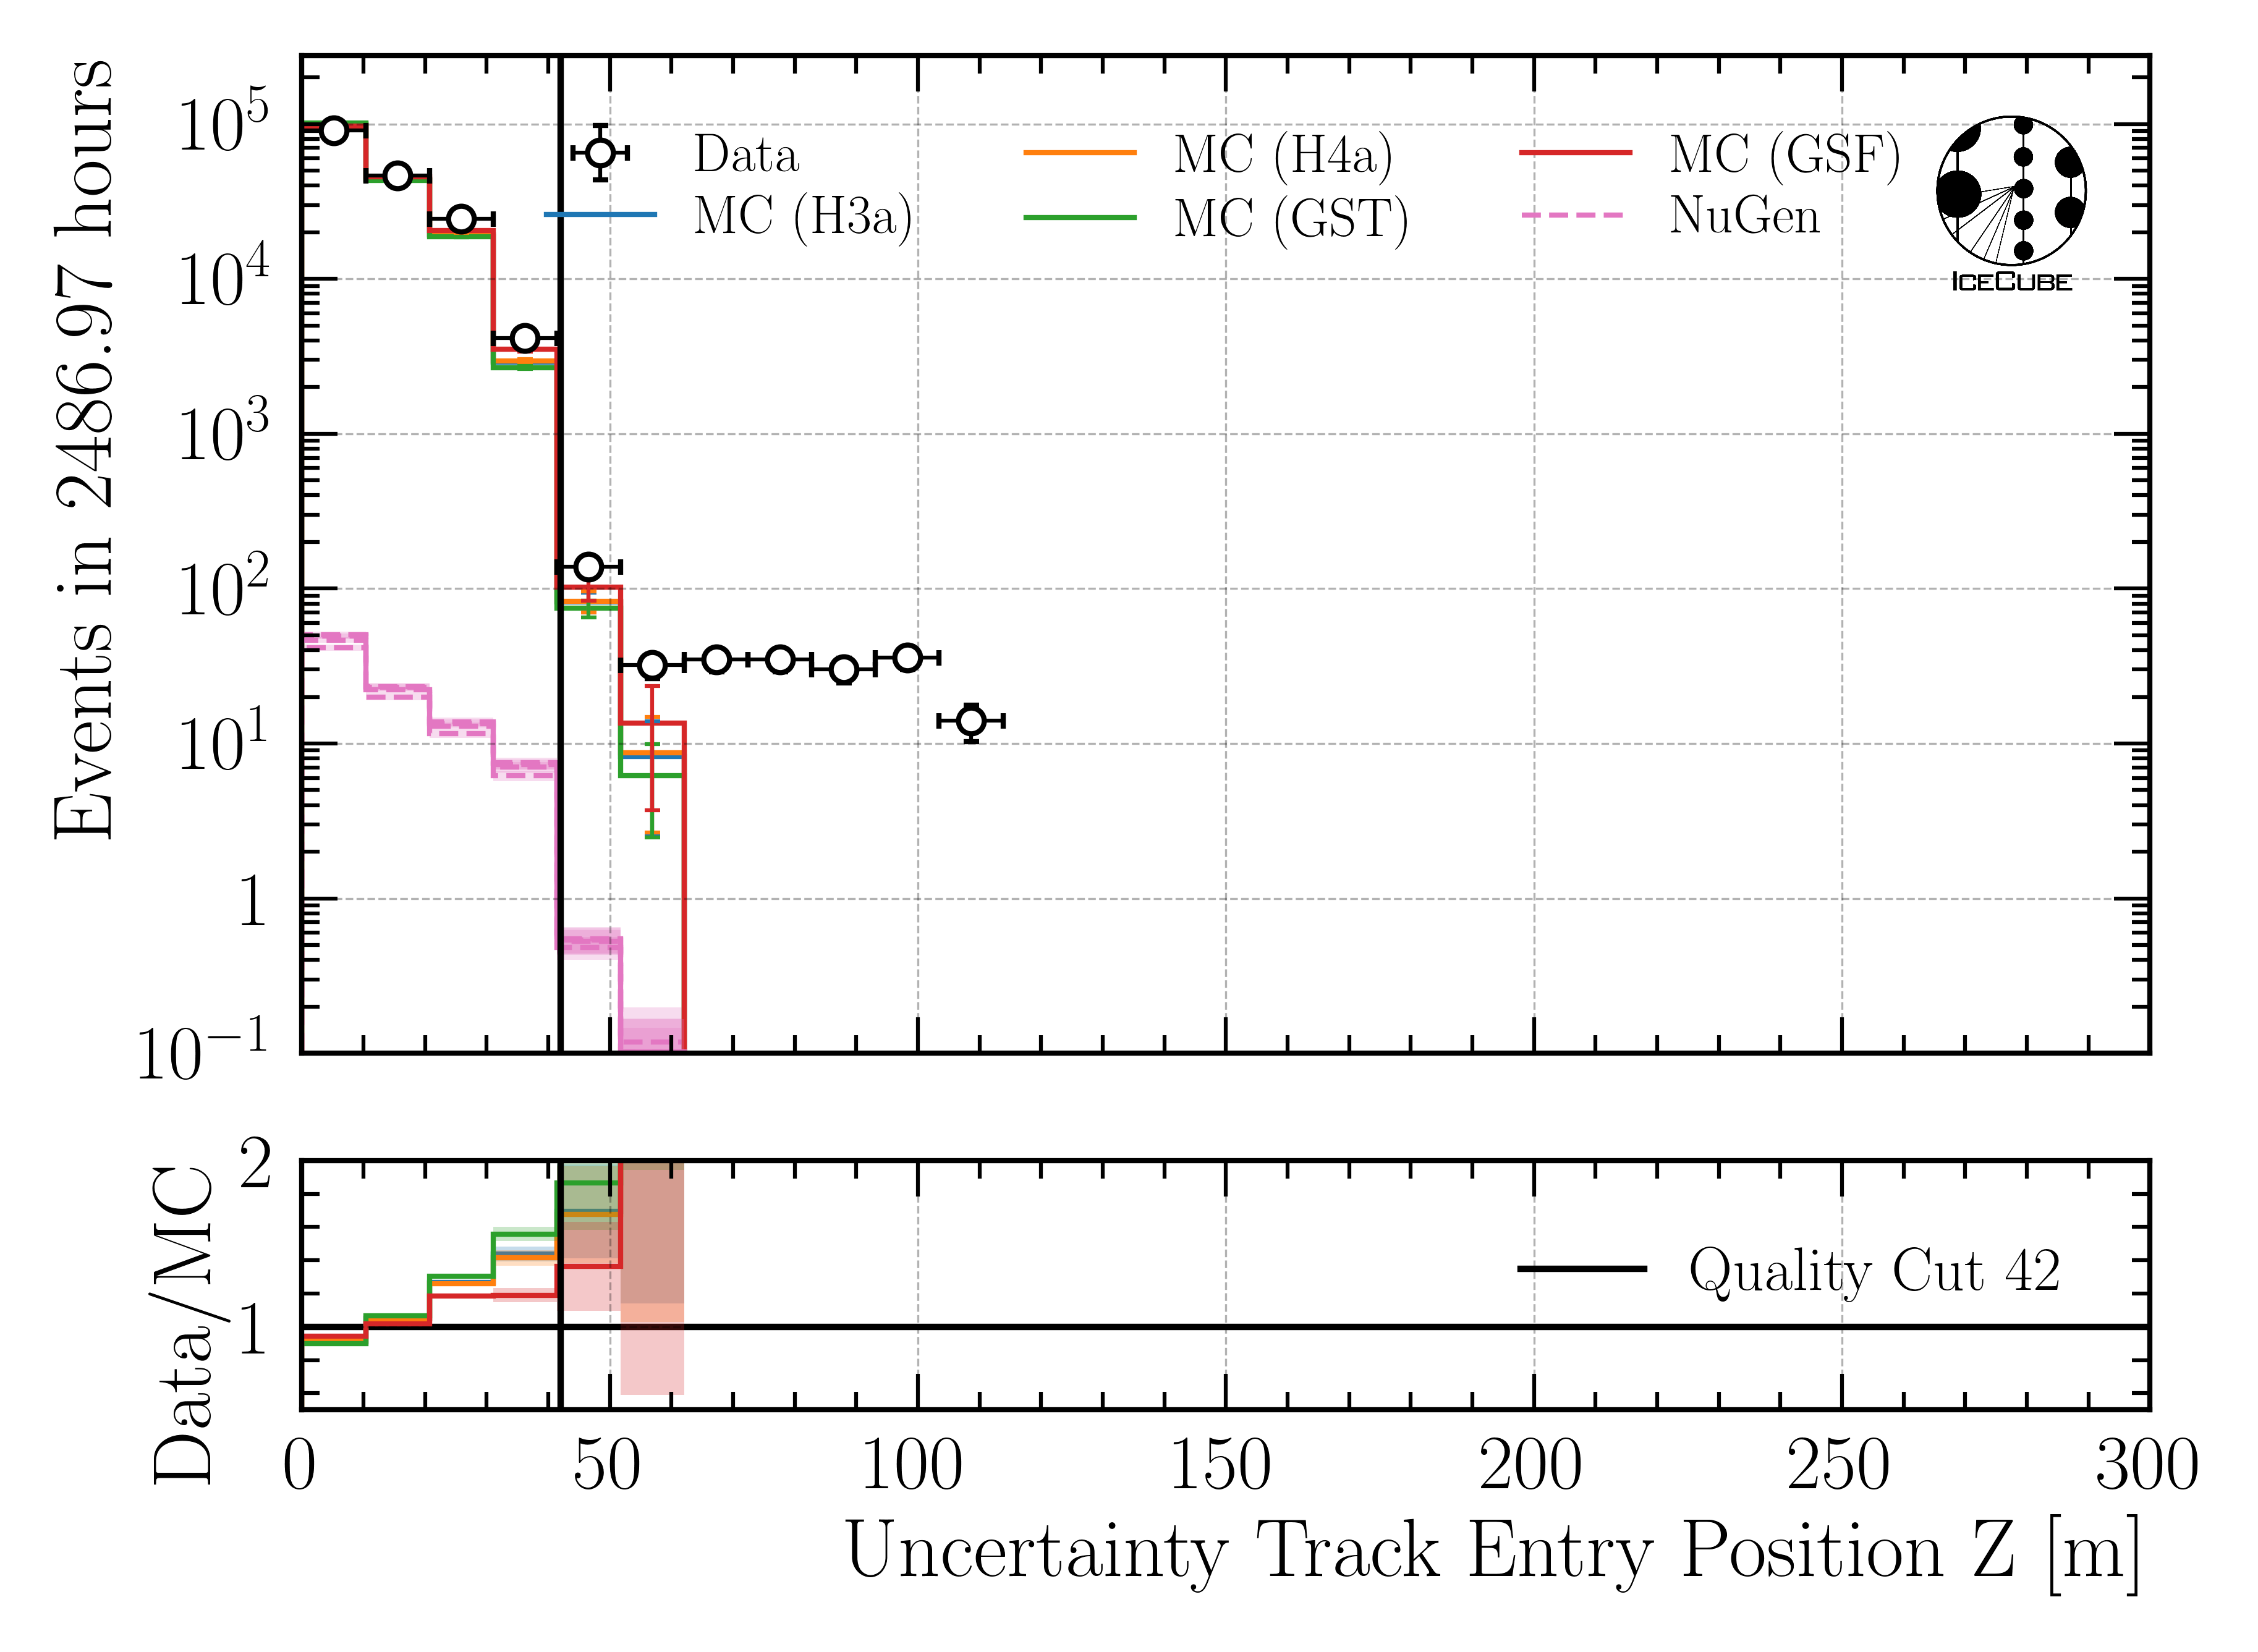 Events in 2486.97 hours
10^5
10^4
10^3
10^2
10^1
1
10^−1
Data
MC (H3a)
MC (H4a)
MC (GST)
MC (GSF)
NuGen
ICECUBE
Data/MC
2
1
Quality Cut 42
0 50 100 150 200 250 300
Uncertainty Track Entry Position Z [m]